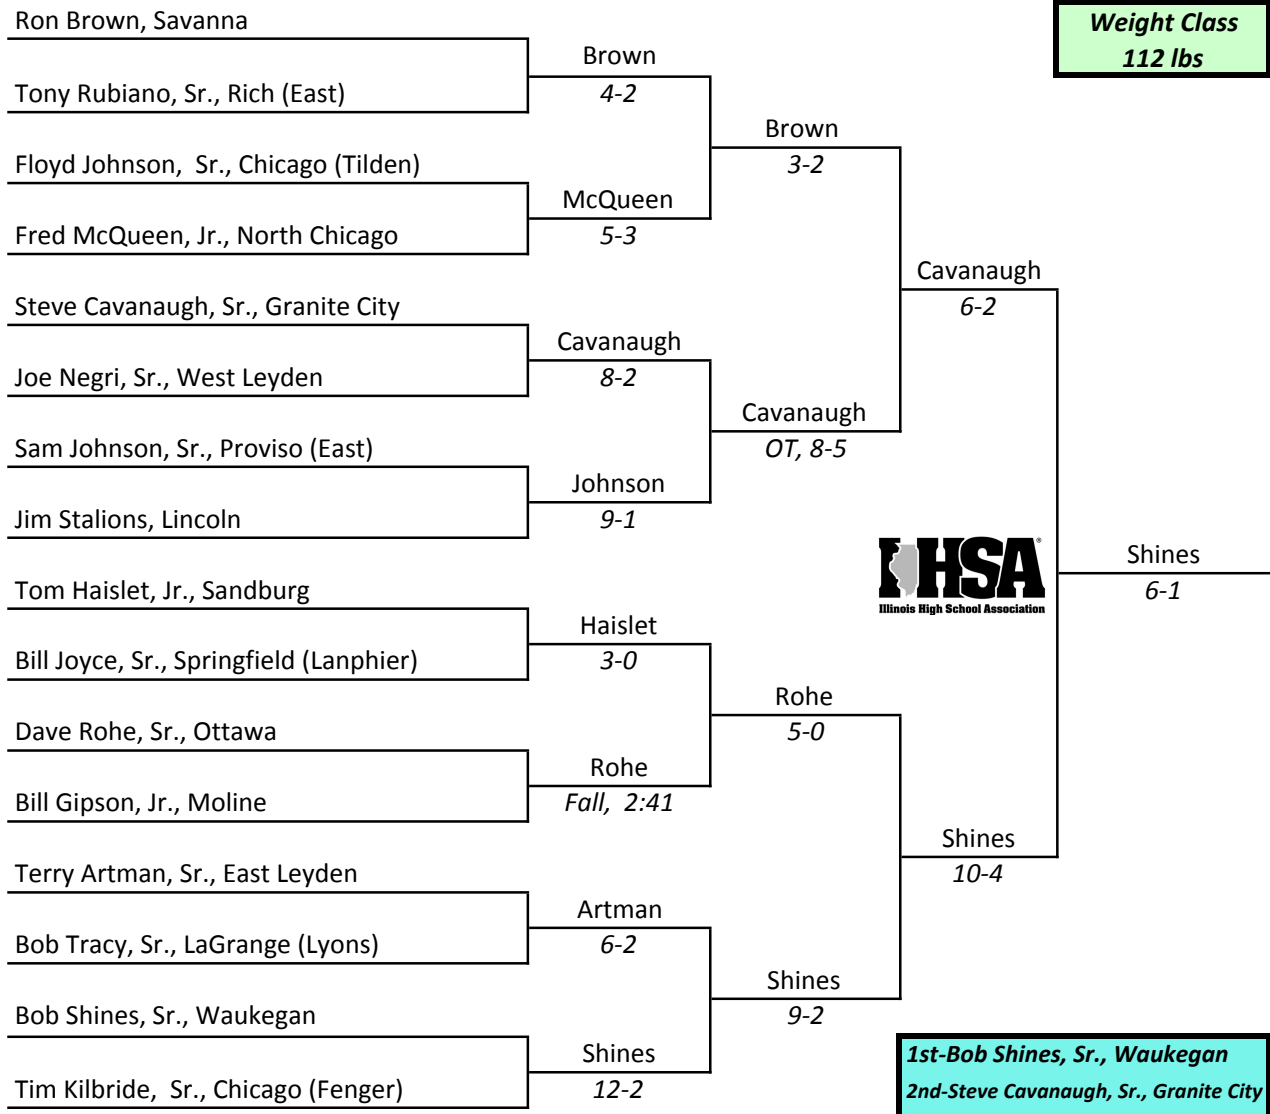 Ron Brown, Savanna
Weight Class
112 lbs
Brown
Tony Rubiano, Sr., Rich (East)
4-2
Brown
Floyd Johnson,  Sr., Chicago (Tilden)
3-2
McQueen
Fred McQueen, Jr., North Chicago
5-3
Cavanaugh
Steve Cavanaugh, Sr., Granite City
6-2
Cavanaugh
Joe Negri, Sr., West Leyden
8-2
Cavanaugh
Sam Johnson, Sr., Proviso (East)
OT, 8-5
Johnson
Jim Stalions, Lincoln
9-1
IHSA®
Illinois High School Association
Shines
6-1
Tom Haislet, Jr., Sandburg
Haislet
Bill Joyce, Sr., Springfield (Lanphier)
3-0
Rohe
Dave Rohe, Sr., Ottawa
5-0
Rohe
Bill Gipson, Jr., Moline
Fall,  2:41
Shines
Terry Artman, Sr., East Leyden
10-4
Artman
Bob Tracy, Sr., LaGrange (Lyons)
6-2
Shines
Bob Shines, Sr., Waukegan
9-2
Shines
Tim Kilbride,  Sr., Chicago (Fenger)
12-2
1st-Bob Shines, Sr., Waukegan
2nd-Steve Cavanaugh, Sr., Granite City